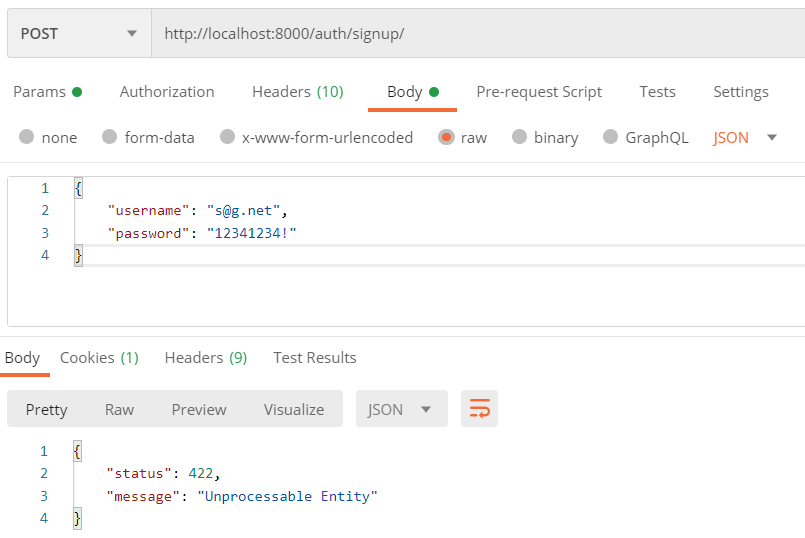 POST http://localhost:8000/auth/signup/
Params Authorization Headers (10) Body Pre-request Script Tests Settings
none form-data x-www-form-urlencoded raw binary GraphQL JSON
1 {
2 "username": "s@g.net",
3 "password": "12341234!"
4 }
Body Cookies (1) Headers (9) Test Results
Pretty Raw Preview Visualize JSON
1 {
2 "status": 422,
3 "message": "Unprocessable Entity"
4 }